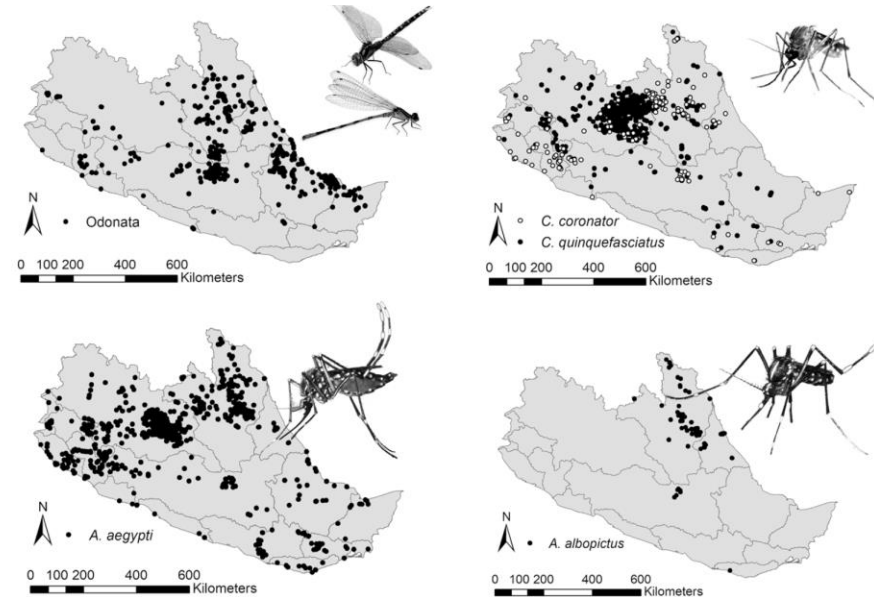 N
Odonata
0 100 200 400 600
Kilometers
N
C. coronator
C. quinquefasciatus
0 100 200 400 600
Kilometers
N
A. aegypti
0 100 200 400 600
Kilometers
N
A. albopictus
0 100 200 400 600
Kilometers